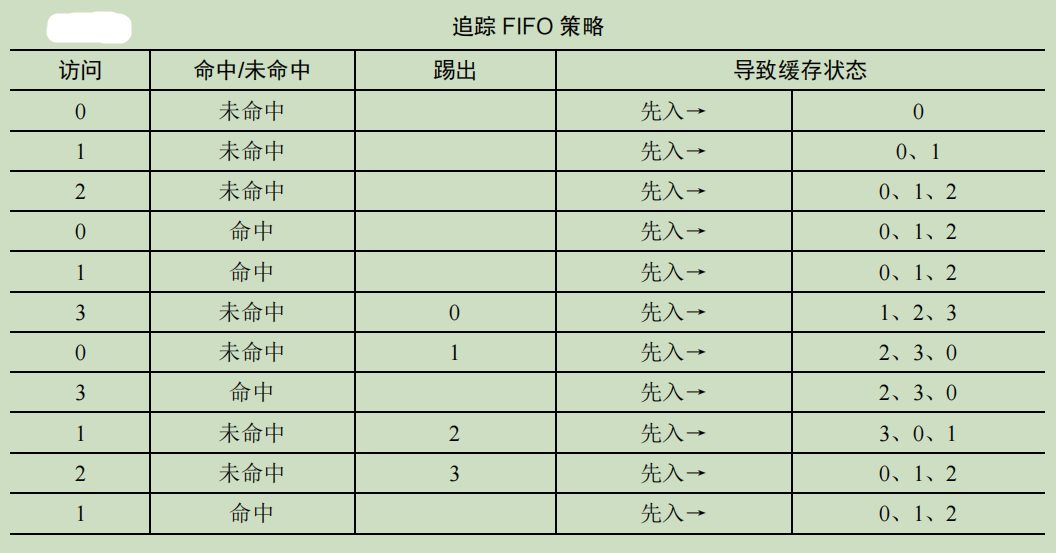 追踪 FIFO 策略
访问 命中/未命中 踢出 导致缓存状态
0 未命中 先入→ 0
1 未命中 先入→ 0、1
2 未命中 先入→ 0、1、2
0 命中 先入→ 0、1、2
1 命中 先入→ 0、1、2
3 未命中 0 先入→ 1、2、3
0 未命中 1 先入→ 2、3、0
3 命中 先入→ 2、3、0
1 未命中 2 先入→ 3、0、1
2 未命中 3 先入→ 0、1、2
1 命中 先入→ 0、1、2